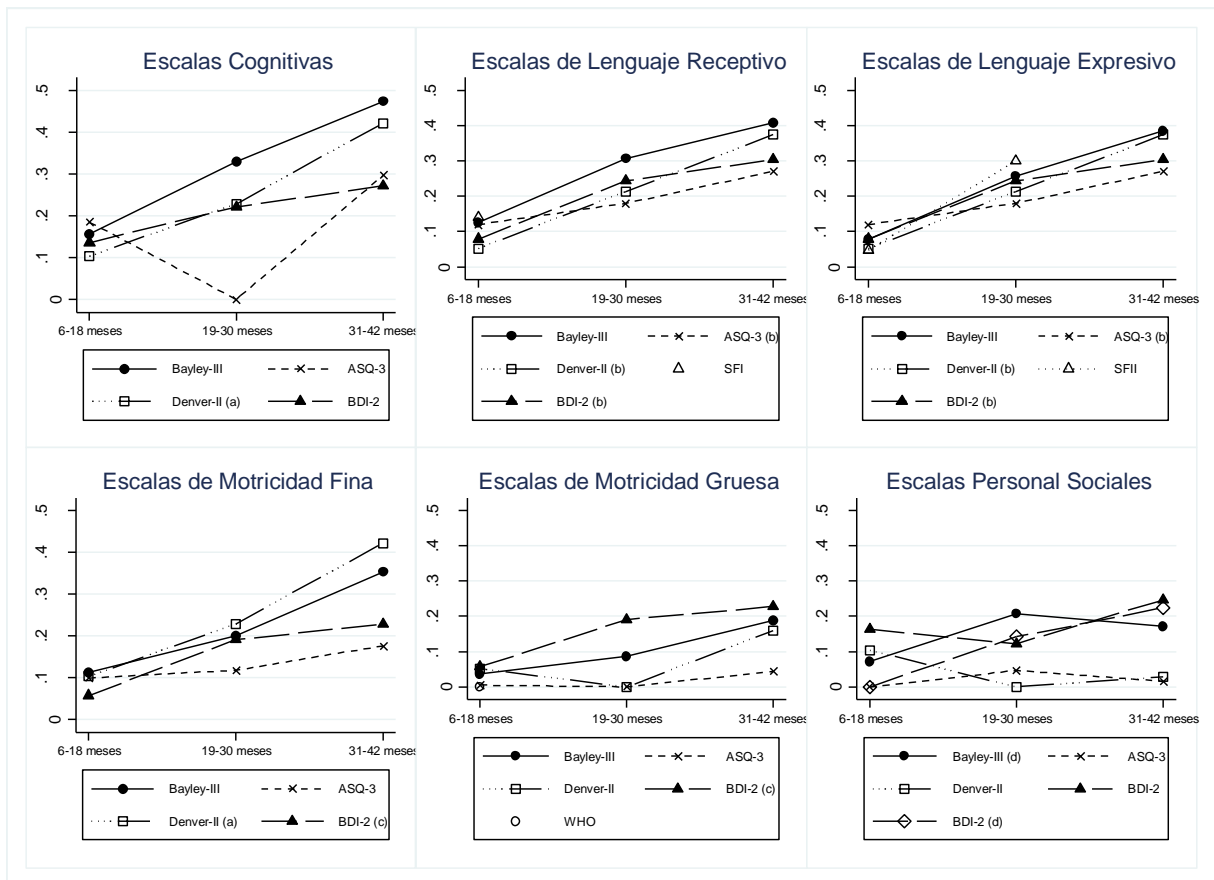 Escalas Cognitivas
.5
.4
.3
.2
.1
0
6-18 meses 19-30 meses 31-42 meses
Bayley-III ASQ-3
Denver-II (a) BDI-2
Escalas de Lenguaje Receptivo
.5
.4
.3
.2
.1
0
6-18 meses 19-30 meses 31-42 meses
Bayley-III ASQ-3 (b)
Denver-II (b) SFI
BDI-2 (b)
Escalas de Lenguaje Expresivo
.5
.4
.3
.2
.1
0
6-18 meses 19-30 meses 31-42 meses
Bayley-III ASQ-3 (b)
Denver-II (b) SFII
BDI-2 (b)
Escalas de Motricidad Fina
.5
.4
.3
.2
.1
0
6-18 meses 19-30 meses 31-42 meses
Bayley-III ASQ-3
Denver-II (a) BDI-2 (c)
Escalas de Motricidad Gruesa
.5
.4
.3
.2
.1
0
6-18 meses 19-30 meses 31-42 meses
Bayley-III ASQ-3
Denver-II BDI-2 (c)
WHO
Escalas Personal Sociales
.5
.4
.3
.2
.1
0
6-18 meses 19-30 meses 31-42 meses
Bayley-III (d) ASQ-3
Denver-II BDI-2
BDI-2 (d)